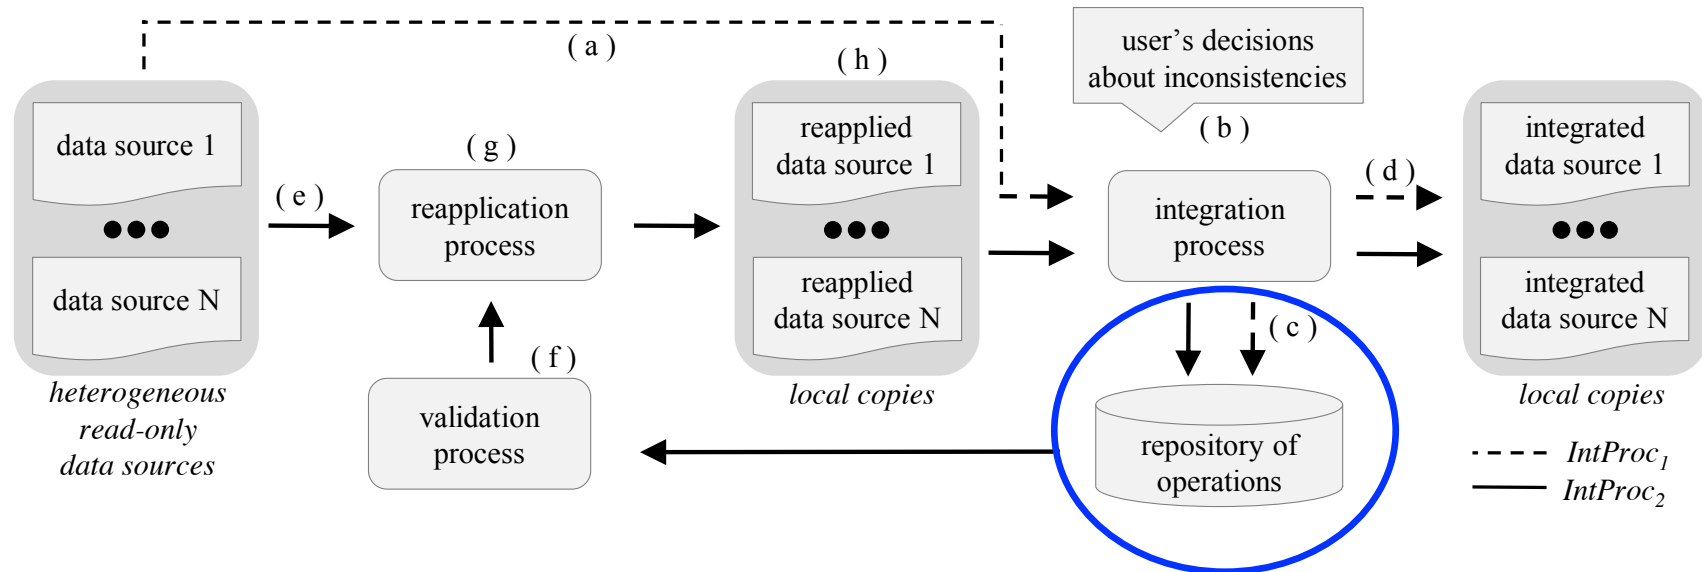 ( a )
user's decisions
about inconsistencies
( h )
( b )
data source 1
( g )
reapplied
data source 1
integrated
data source 1
( e )
reapplication
process
integration
process
( d )
data source N
reapplied
data source N
integrated
data source N
( c )
( f )
heterogeneous
read-only
data sources
validation
process
local copies
repository of
operations
local copies
IntProc1
IntProc2